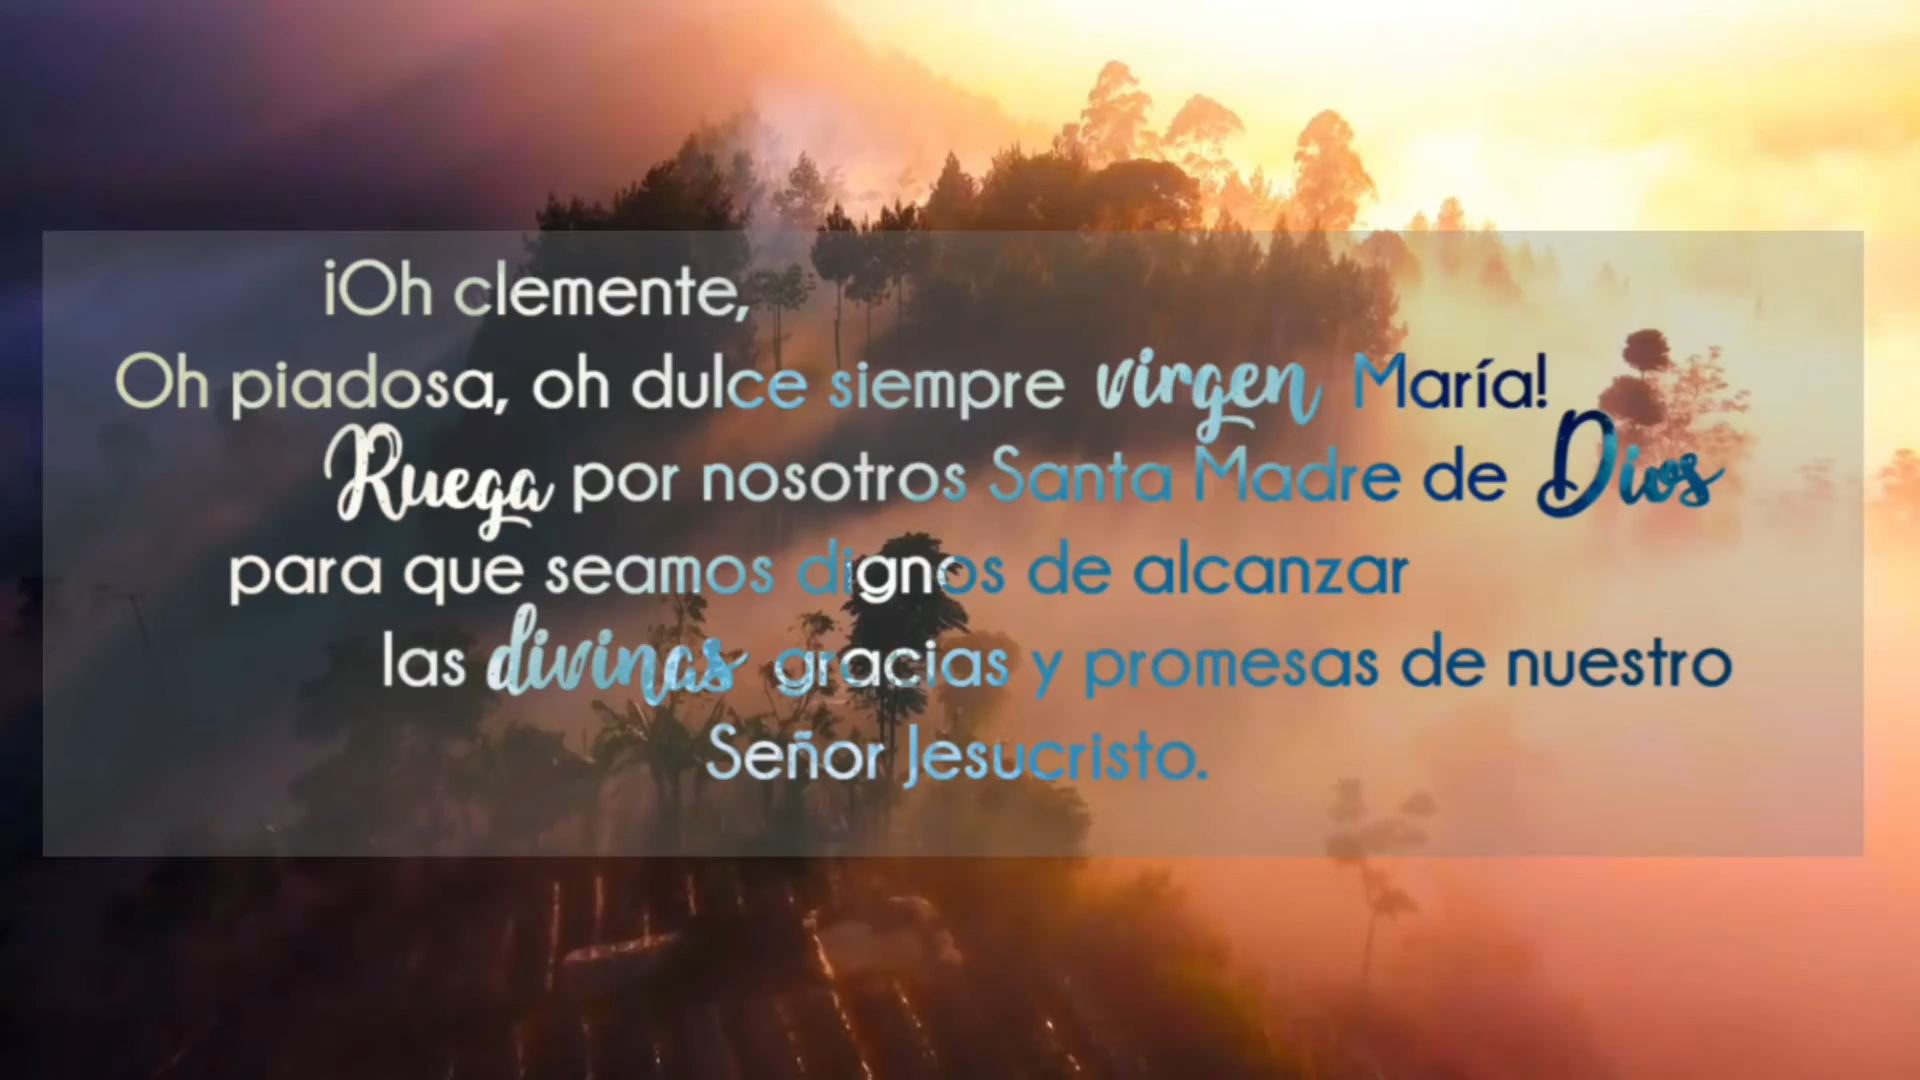 ¡Oh clemente,
Oh piadosa, oh dulce siempre virgen María!
Ruega por nosotros Santa Madre de Dios
para que seamos dignos de alcanzar
las divinas gracias y promesas de nuestro
Señor Jesucristo.